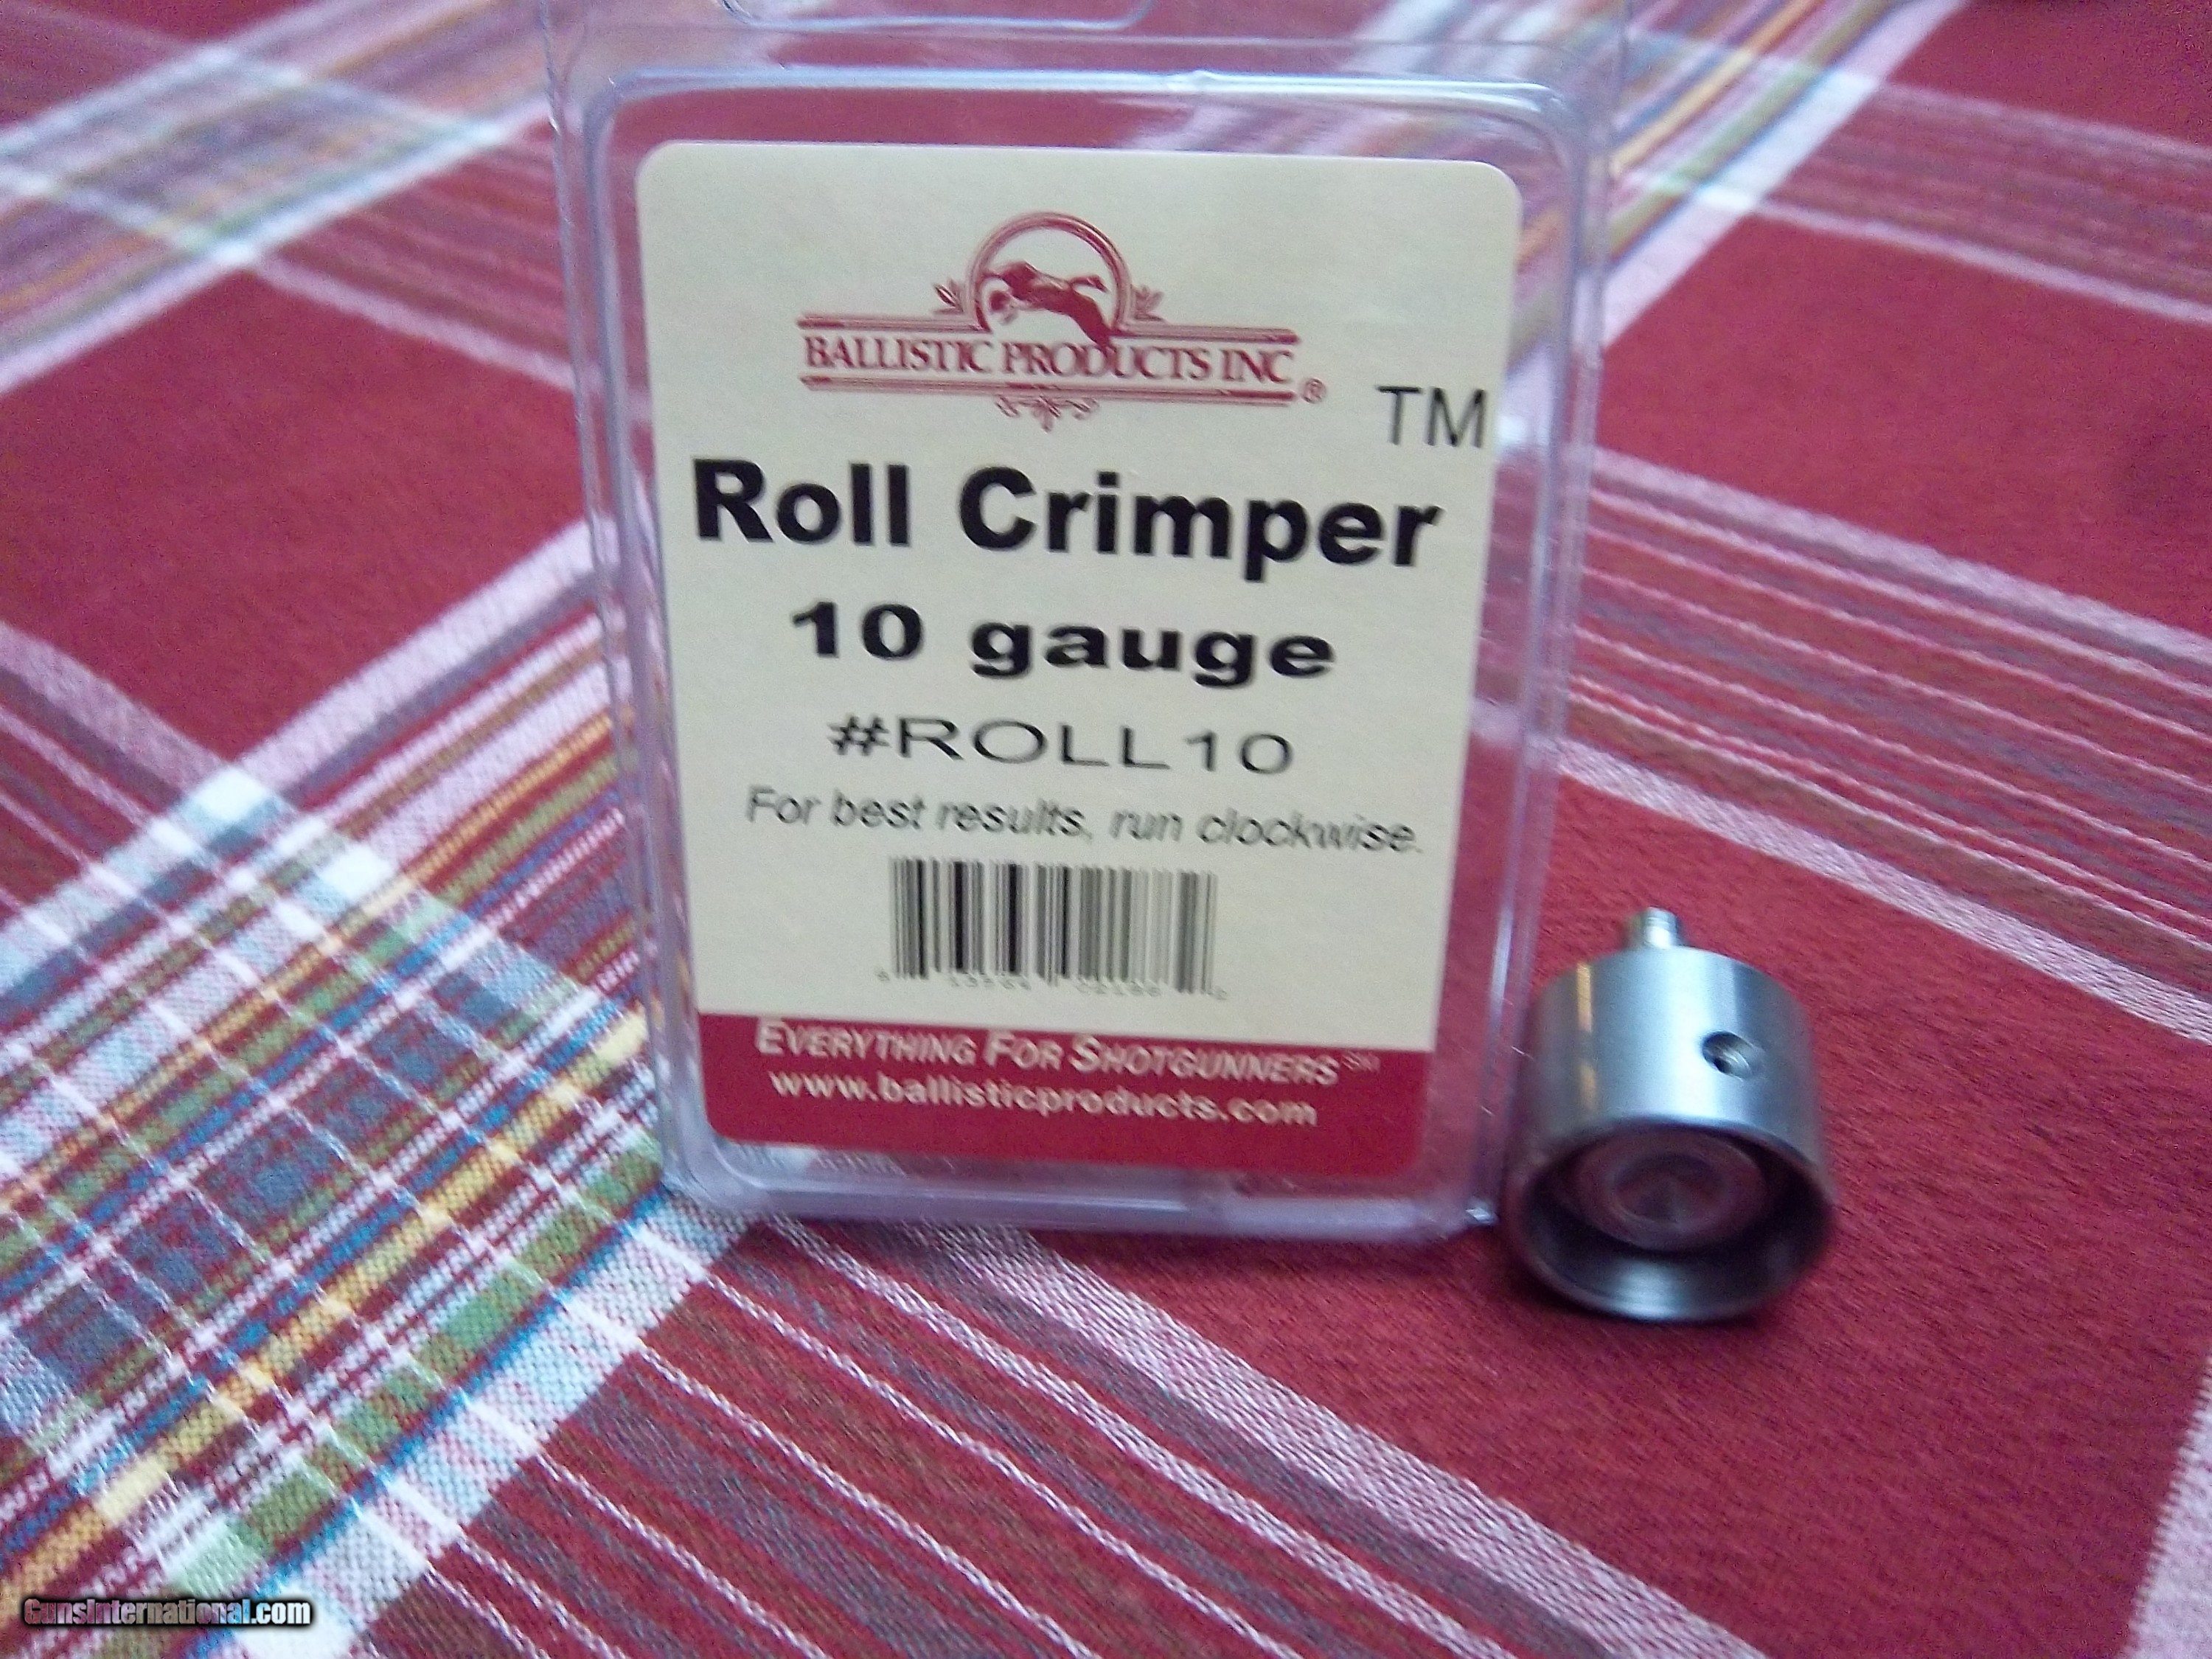 BALLISTIC PRODUCTS INC ®
TM
Roll Crimper
10 gauge
#ROLL10
For best results, run clockwise.
EVERYTHING FOR SHOTGUNNERS SM
www.ballisticproducts.com
GunsInternational.com